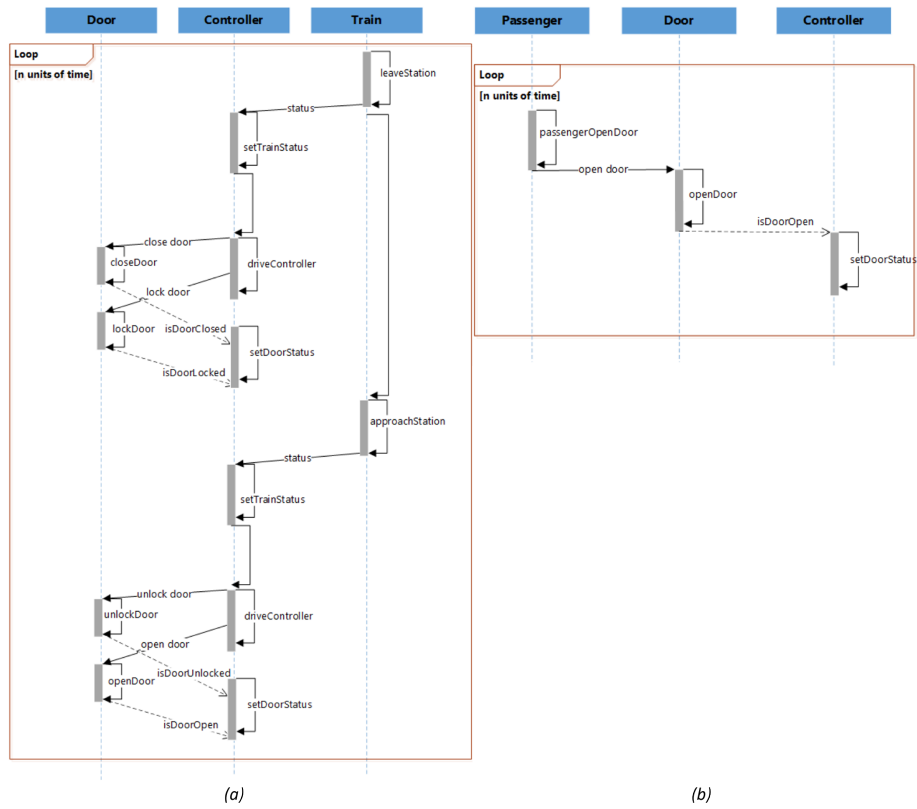 Door
Controller
Train
Loop
[n units of time]
leaveStation
status
setTrainStatus
close door
closeDoor
driveController
lock door
lockDoor
isDoorClosed
setDoorStatus
isDoorLocked
approachStation
status
setTrainStatus
unlock door
unlockDoor
driveController
open door
isDoorUnlocked
openDoor
setDoorStatus
isDoorOpen
(a)
Passenger
Door
Controller
Loop
[n units of time]
passengerOpenDoor
open door
openDoor
isDoorOpen
setDoorStatus
(b)